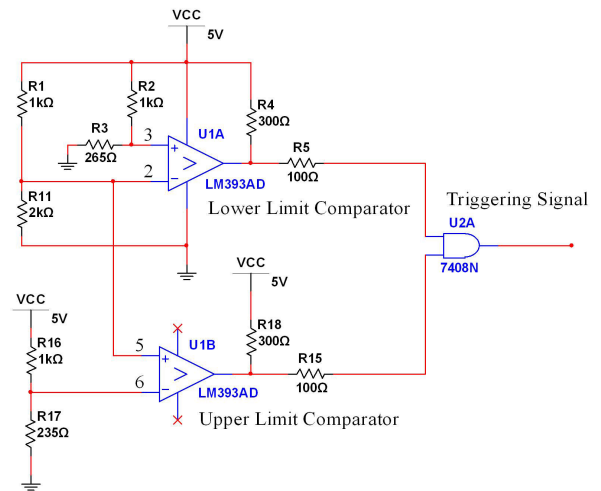 VCC
5V
R1
1kΩ
R2
1kΩ
R3
265Ω
3
2
U1A
LM393AD
R4
300Ω
R5
100Ω
R11
2kΩ
Lower Limit Comparator
Triggering Signal
U2A
7408N
VCC
5V
VCC
5V
R16
1kΩ
5
6
U1B
LM393AD
R18
300Ω
R15
100Ω
R17
235Ω
Upper Limit Comparator